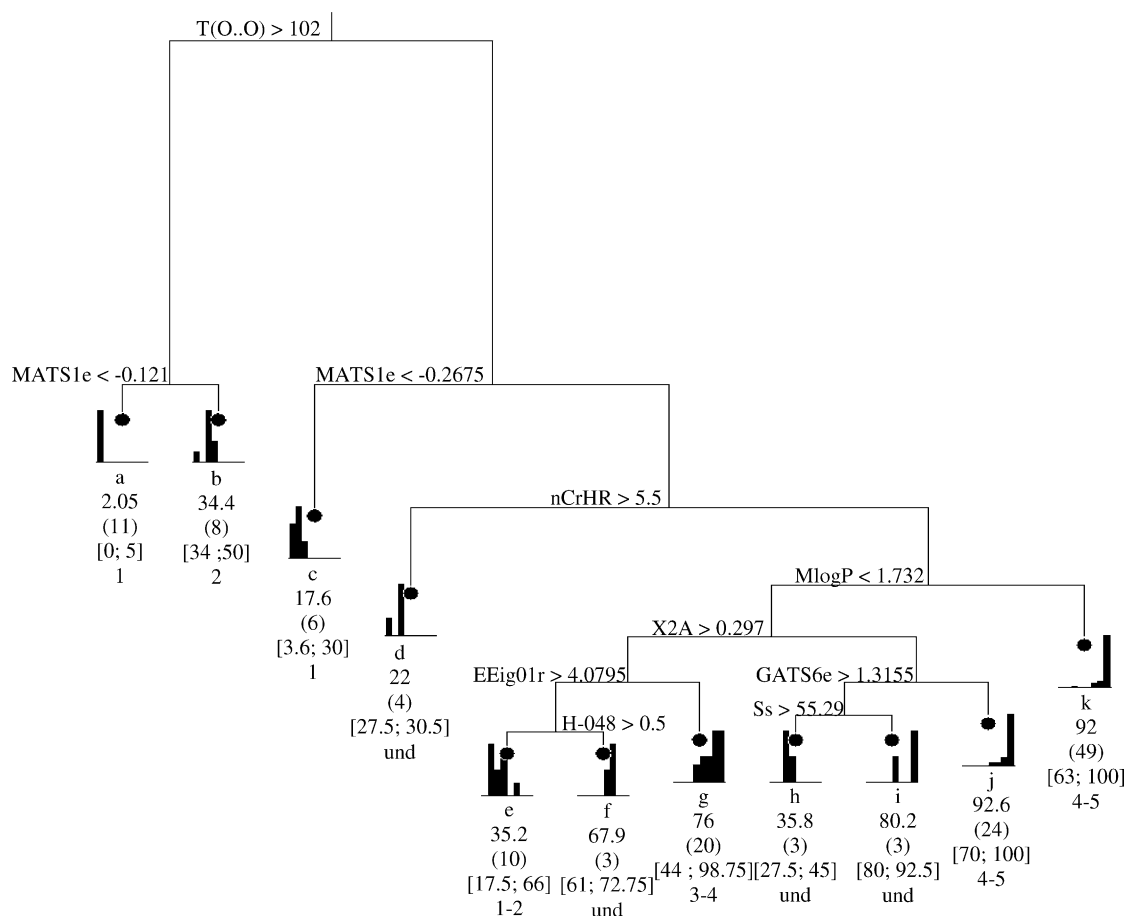 T(O..O) > 102
MATS1e < -0.121
MATS1e < -0.2675
a
2.05
(11)
[0; 5]
1
b
34.4
(8)
[34 ;50]
2
nCrHR > 5.5
c
17.6
(6)
[3.6; 30]
1
MlogP < 1.732
d
22
(4)
[27.5; 30.5]
und
X2A > 0.297
EEig01r > 4.0795
GATS6e > 1.3155
Ss > 55.29
H-048 > 0.5
e
35.2
(10)
[17.5; 66]
1-2
f
67.9
(3)
[61; 72.75]
und
g
76
(20)
[44 ; 98.75]
3-4
h
35.8
(3)
[27.5; 45]
und
i
80.2
(3)
[80; 92.5]
und
j
92.6
(24)
[70; 100]
4-5
k
92
(49)
[63; 100]
4-5